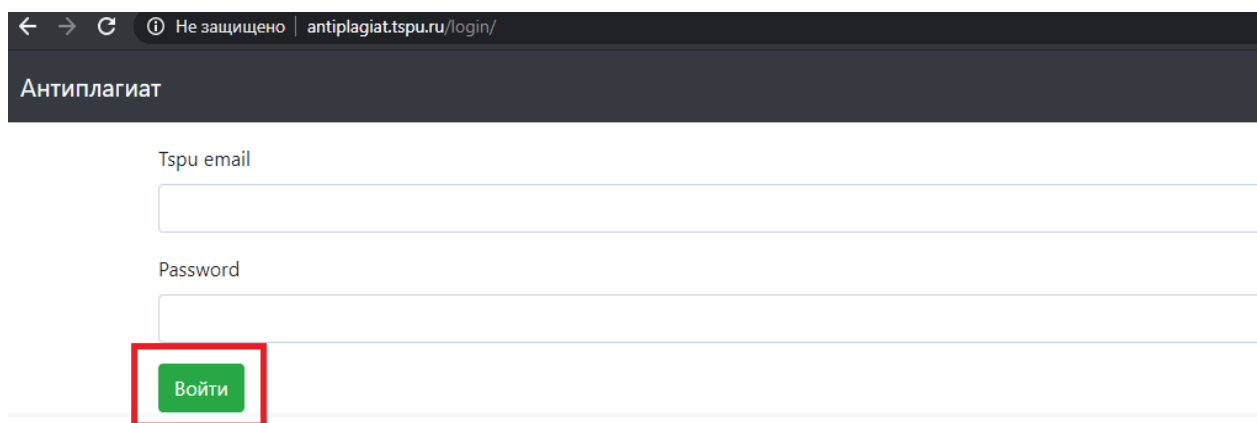 Не защищено | antiplagiat.tspu.ru/login/
Антиплагиат
Tspu email
Password
Войти